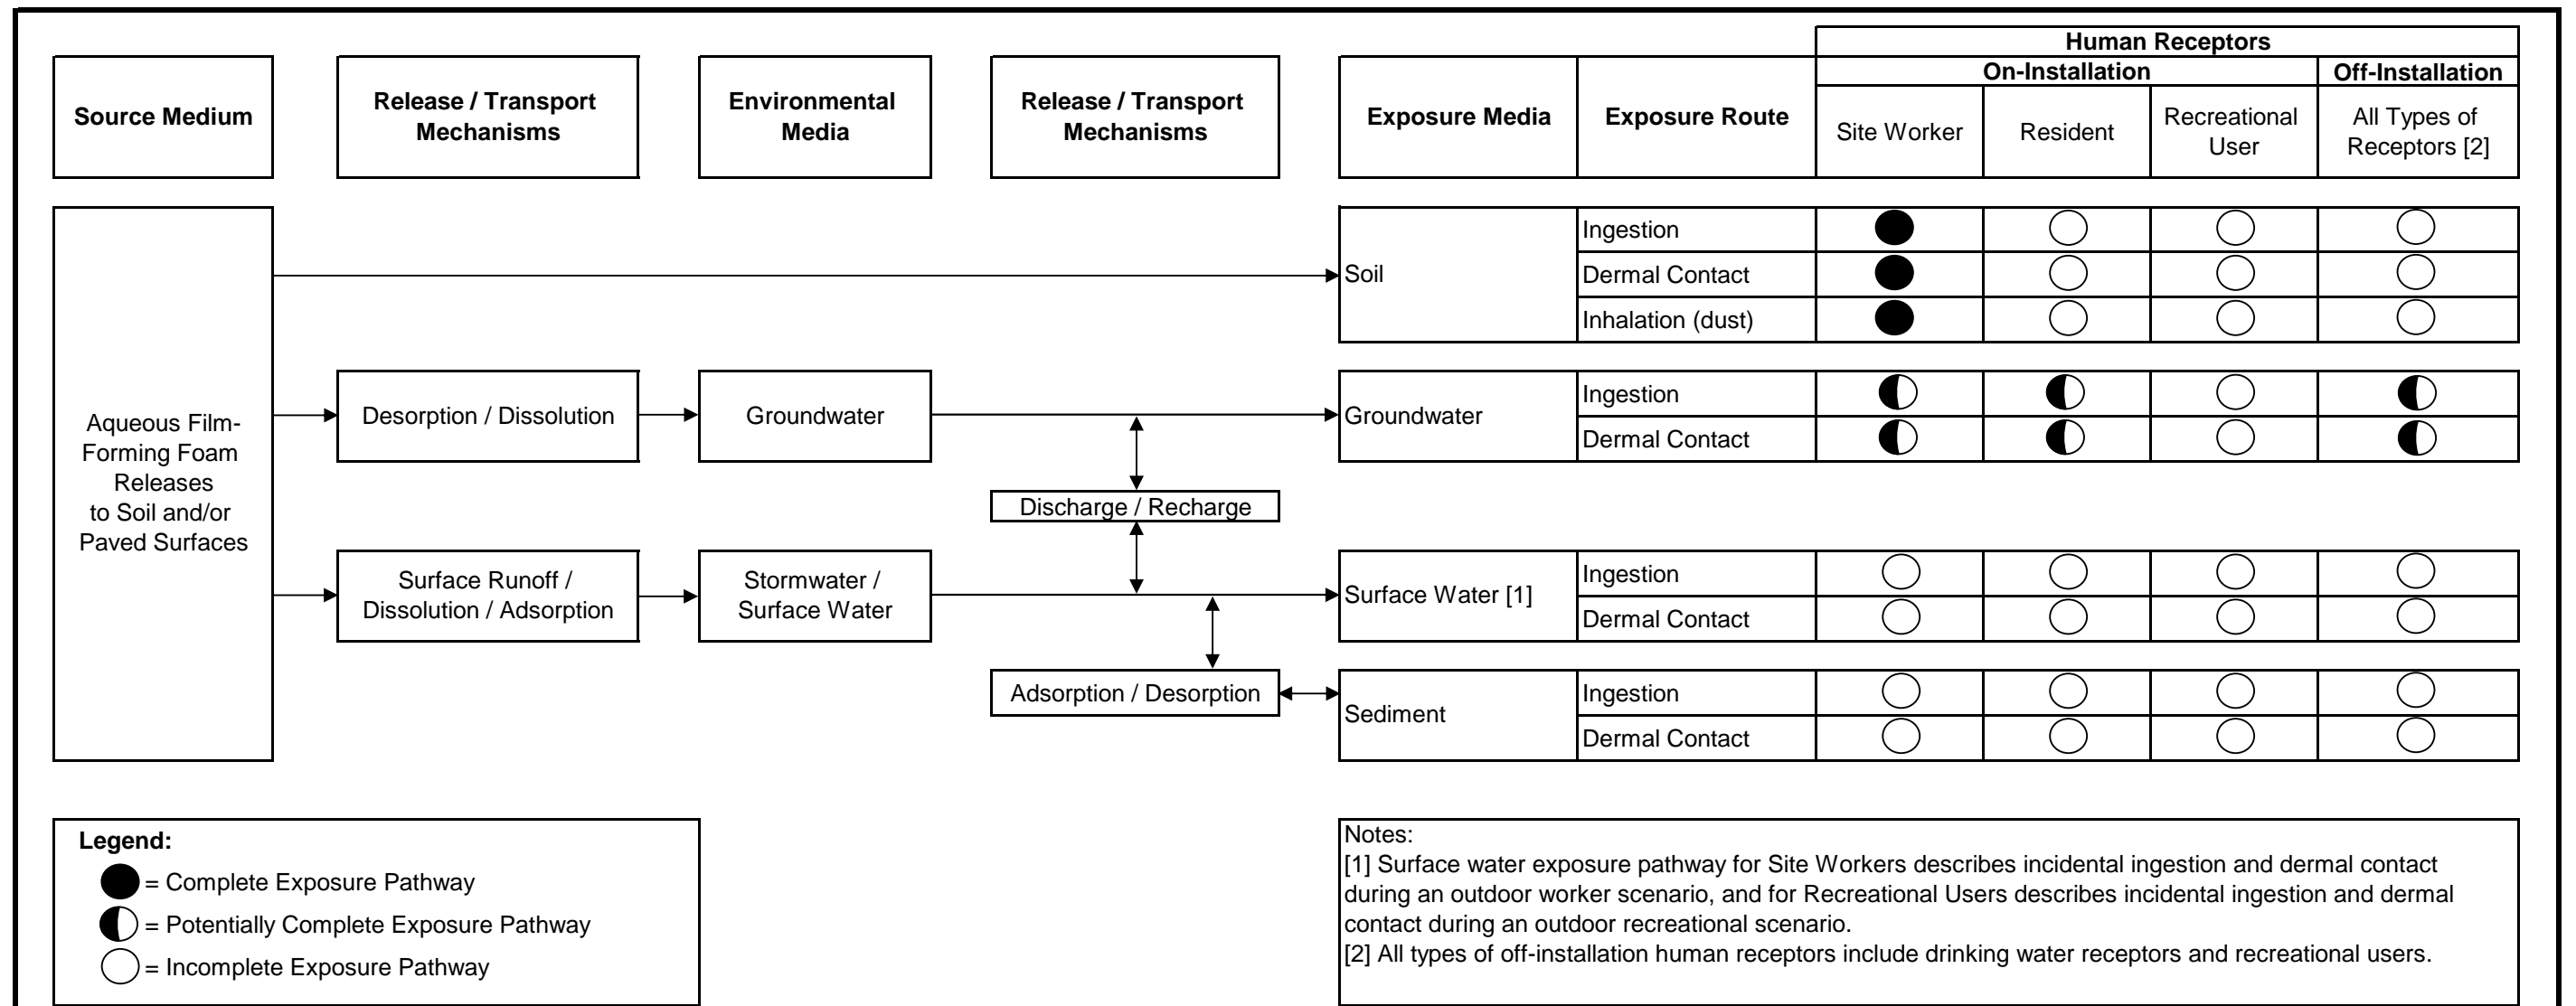 Human Receptors
On-Installation
Off-Installation
Source Medium
Release / Transport
Mechanisms
Environmental
Media
Release / Transport
Mechanisms
Exposure Media
Exposure Route
Site Worker
Resident
Recreational
User
All Types of
Receptors [2]
Aqueous Film-
Forming Foam
Releases
to Soil and/or
Paved Surfaces
Soil
Ingestion
Dermal Contact
Inhalation (dust)
Desorption / Dissolution
Groundwater
Groundwater
Ingestion
Dermal Contact
Discharge / Recharge
Surface Runoff /
Dissolution / Adsorption
Stormwater /
Surface Water
Surface Water [1]
Ingestion
Dermal Contact
Adsorption / Desorption
Sediment
Ingestion
Dermal Contact
Legend:
= Complete Exposure Pathway
= Potentially Complete Exposure Pathway
= Incomplete Exposure Pathway
Notes:
[1] Surface water exposure pathway for Site Workers describes incidental ingestion and dermal contact
during an outdoor worker scenario, and for Recreational Users describes incidental ingestion and dermal
contact during an outdoor recreational scenario.
[2] All types of off-installation human receptors include drinking water receptors and recreational users.